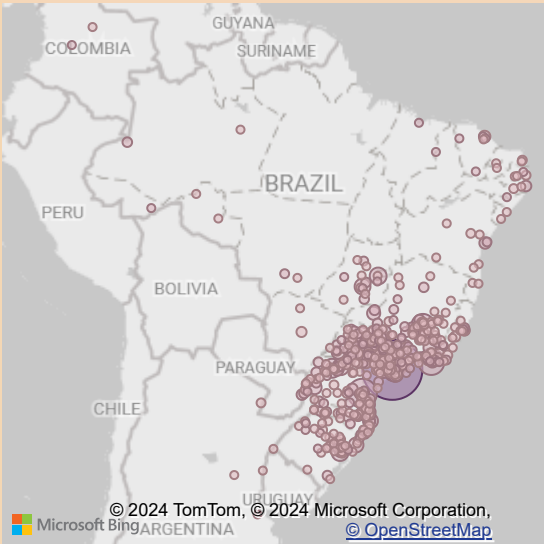 GUYANA
COLOMBIA
SURINAME
BRAZIL
PERU
BOLIVIA
PARAGUAY
CHILE
URUGUAY
© 2024 TomTom, © 2024 Microsoft Corporation,
Microsoft Bing
© OpenStreetMap
ARGENTINA